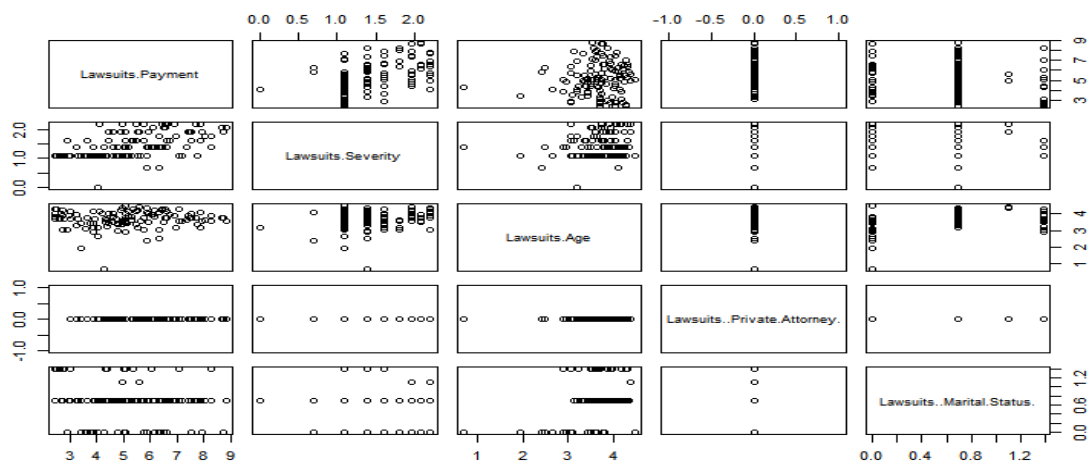 0.0 0.5 1.0 1.5 2.0
-1.0 -0.5 0.0 0.5 1.0
Lawsuits.Payment
3 5 7 9
0.0 1.0 2.0
Lawsuits.Severity
Lawsuits.Age
1 2 3 4
-1.0 0.0 1.0
Lawsuits..Private.Attorney.
Lawsuits..Marital.Status.
0.0 0.6 1.2
3 4 5 6 7 8 9
1 2 3 4
0.0 0.4 0.8 1.2